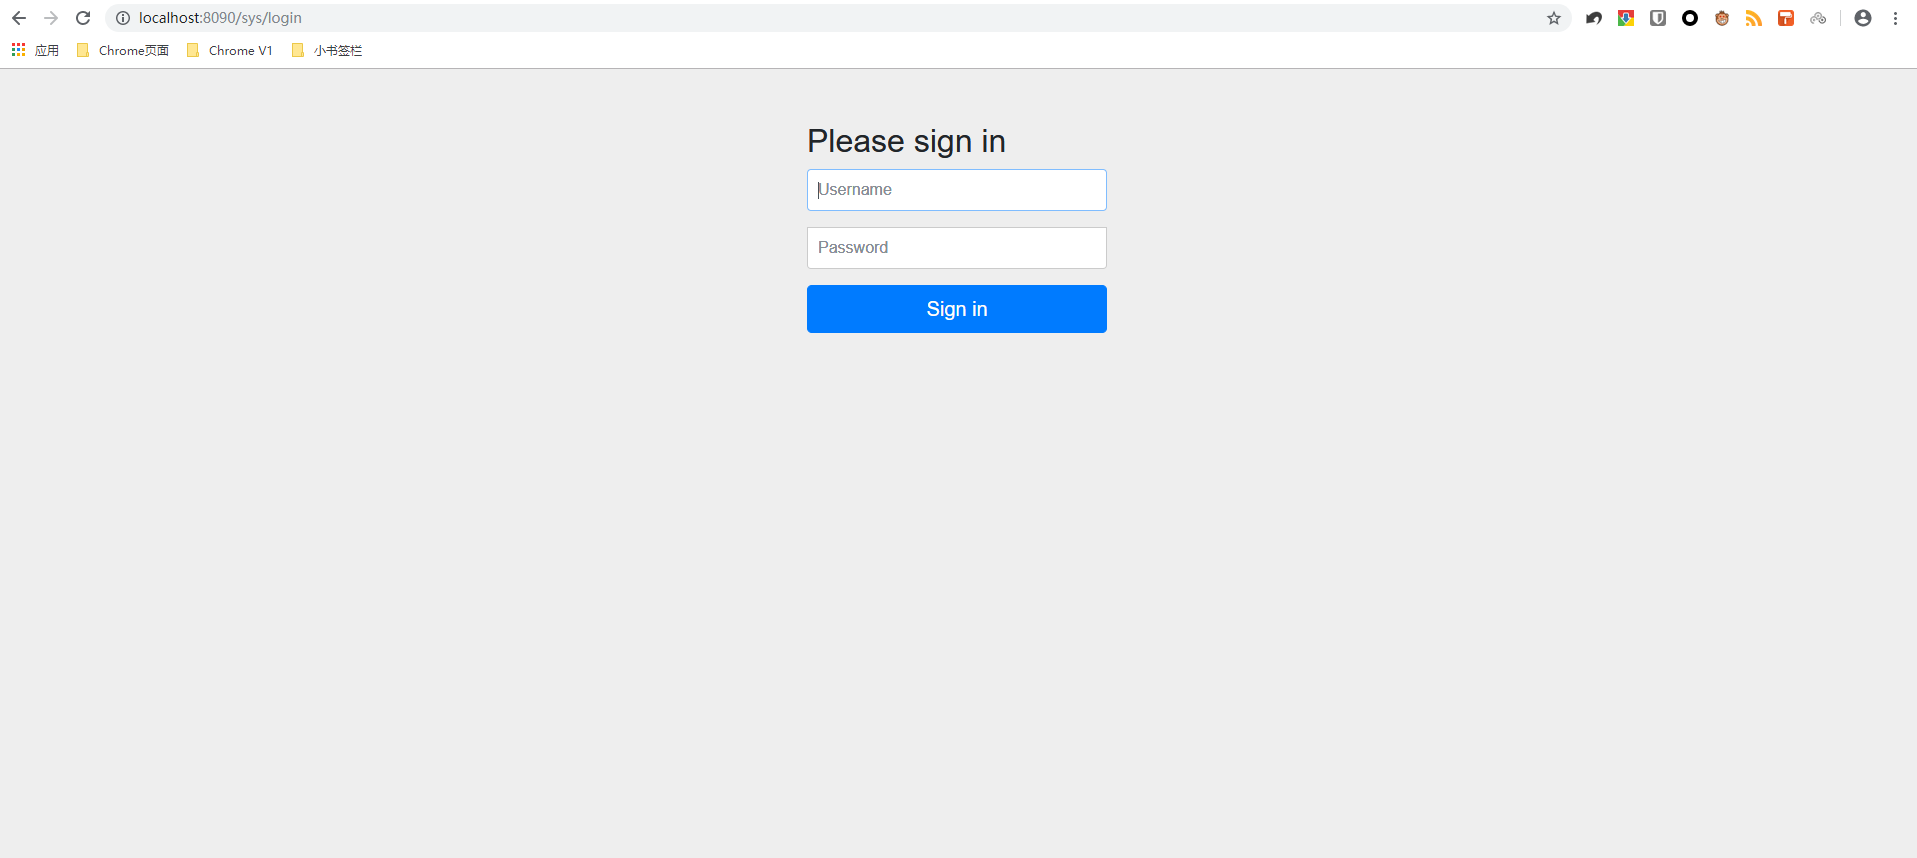 localhost:8090/sys/login
应用 Chrome页面 Chrome V1 小书签栏
Please sign in
Username
Password
Sign in